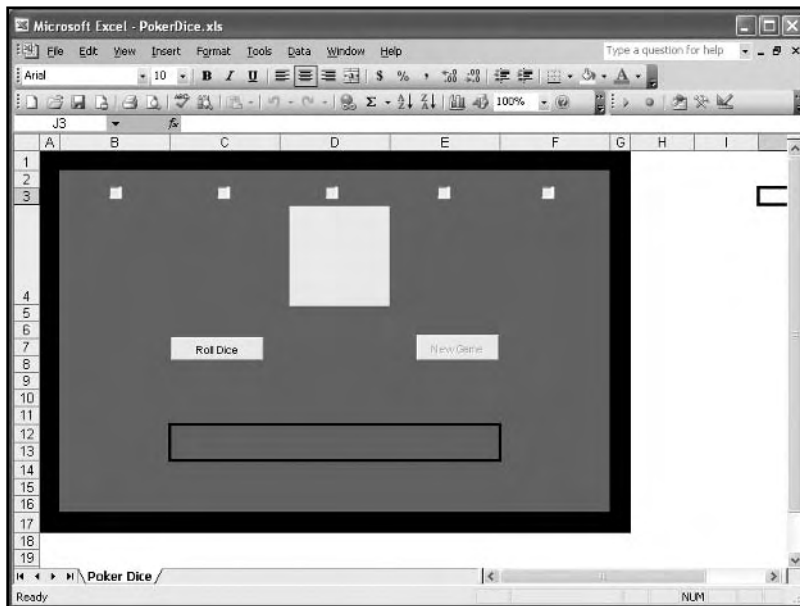 Microsoft Excel - PokerDice.xls
File Edit View Insert Format Tools Data Window Help Type a question for help
Arial 10 B I U $ % ,
Σ 100%
J3 fx
A B C D E F G H I
1
2
3
4
5
6
7
8
9
10
11
12
13
14
15
16
17
18
19
Roll Dice New Game
Poker Dice
Ready NUM